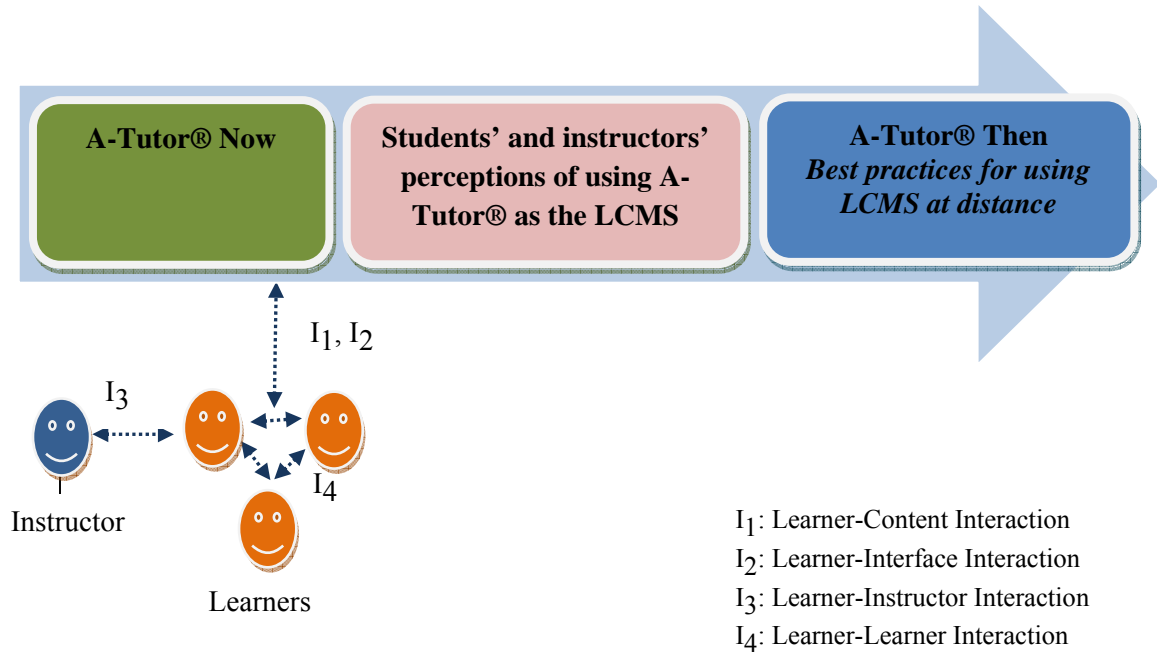 A-Tutor® Now
Students’ and instructors’
perceptions of using A-
Tutor® as the LCMS
A-Tutor® Then
Best practices for using
LCMS at distance
I1, I2
I3
I4
Instructor
Learners
I1: Learner-Content Interaction
I2: Learner-Interface Interaction
I3: Learner-Instructor Interaction
I4: Learner-Learner Interaction